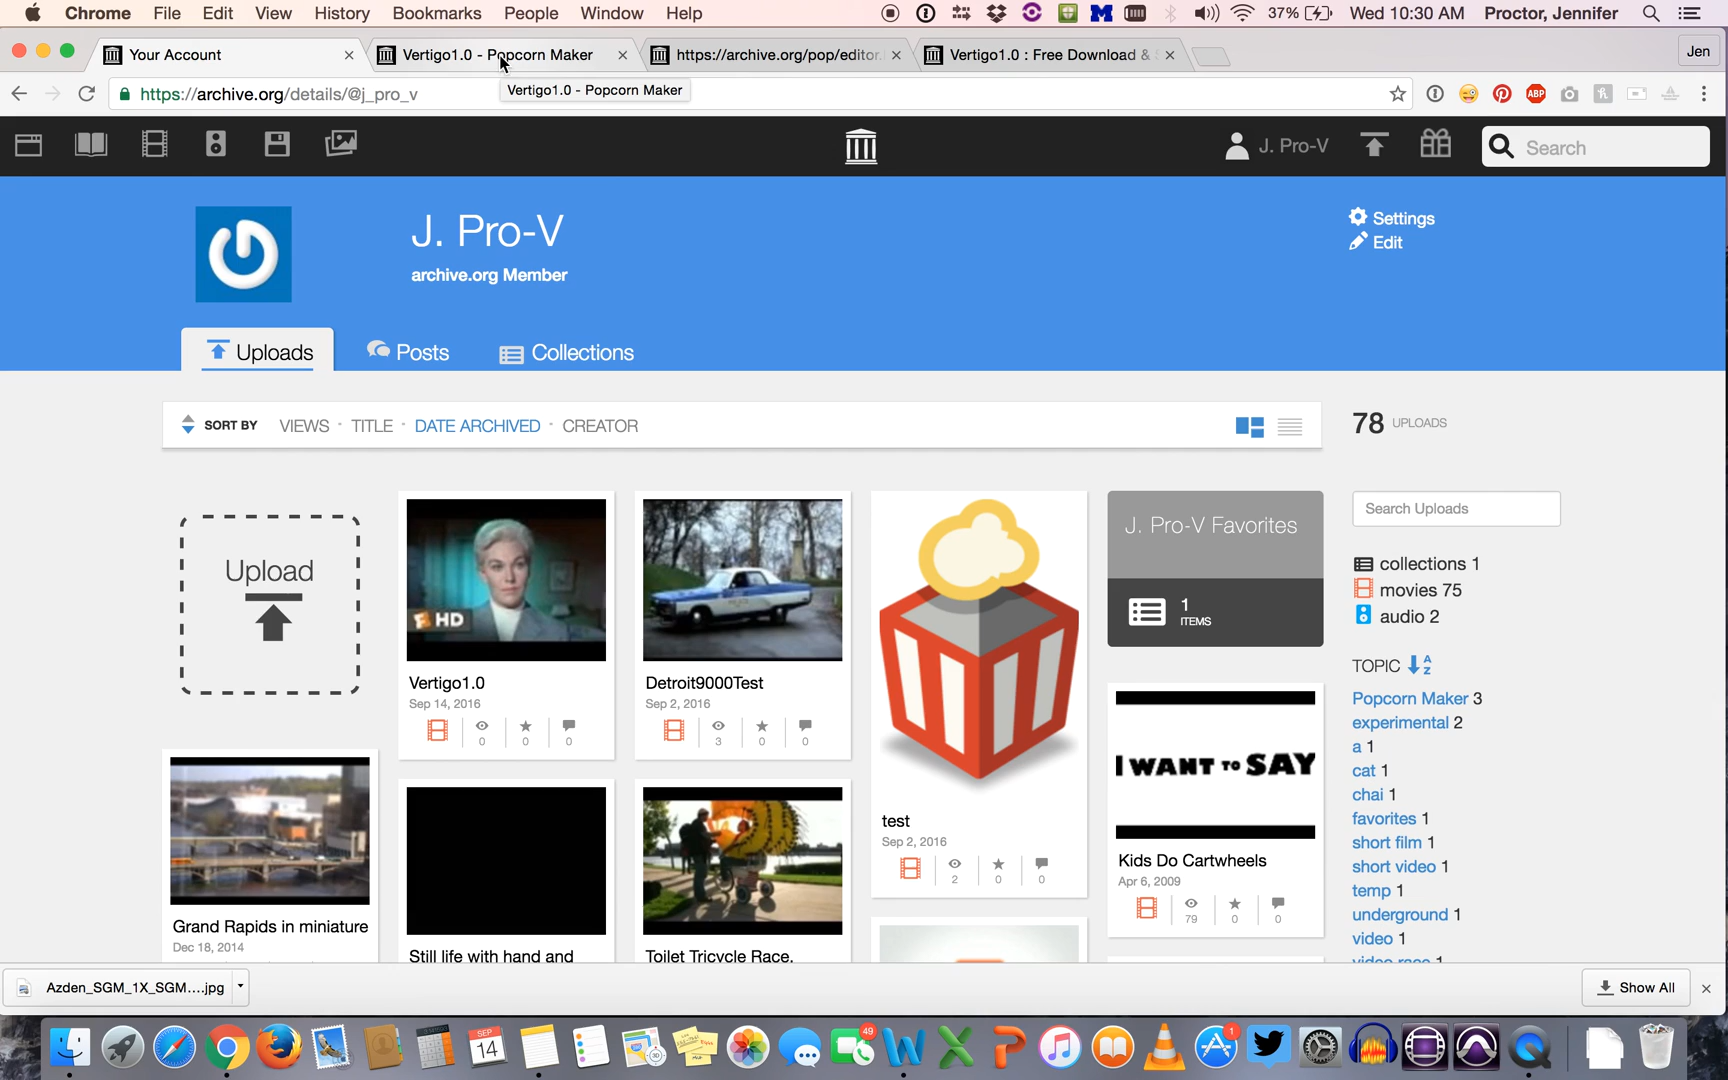 Chrome File Edit View History Bookmarks People Window Help 37% Wed 10:30 AM Proctor, Jennifer
Your Account Vertigo1.0 - Popcorn Maker https://archive.org/pop/editor. Vertigo1.0 : Free Download & Jen
https://archive.org/details/@j_pro_v ABP
Vertigo1.0 - Popcorn Maker
J. Pro-V Search
J. Pro-V
archive.org Member
Settings
Edit
Uploads Posts Collections
SORT BY VIEWS · TITLE · DATE ARCHIVED · CREATOR
78 UPLOADS
Upload
HD
Vertigo1.0
Sep 14, 2016
0 0 0
Detroit9000Test
Sep 2, 2016
3 0 0
test
Sep 2, 2016
2 0 0
J. Pro-V Favorites
1
ITEMS
I WANT TO SAY
Kids Do Cartwheels
Apr 6, 2009
79 0 0
Grand Rapids in miniature
Dec 18, 2014
Still life with hand and
Toilet Tricycle Race.
Search Uploads
collections 1
movies 75
audio 2
TOPIC
Popcorn Maker 3
experimental 2
a 1
cat 1
chai 1
favorites 1
short film 1
short video 1
temp 1
underground 1
video 1
video race 1
Azden_SGM_1X_SGM....jpg Show All
SEP
14
49
1